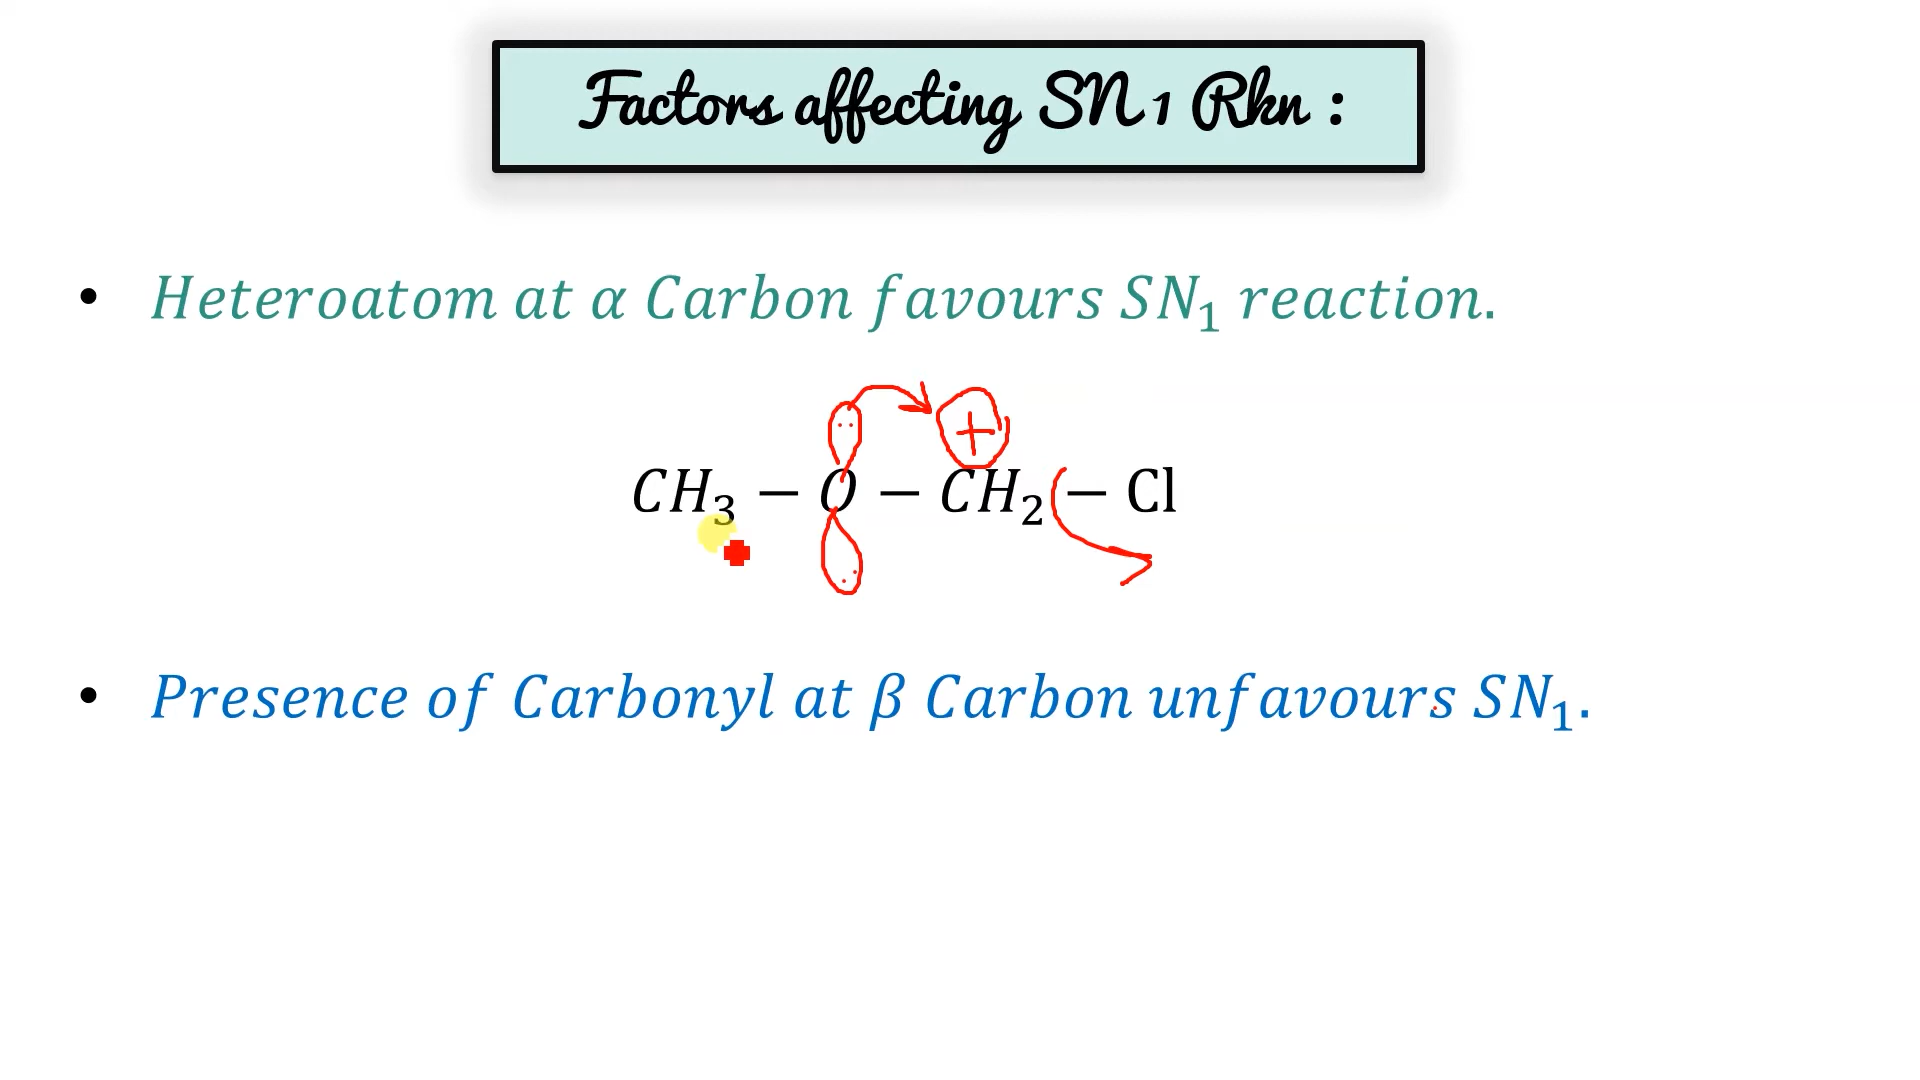 Factors affecting SN1 Rkn :
• Heteroatom at α Carbon favours SN₁ reaction.
+
CH₃ − O − CH₂ − Cl
• Presence of Carbonyl at β Carbon unfavours SN₁.